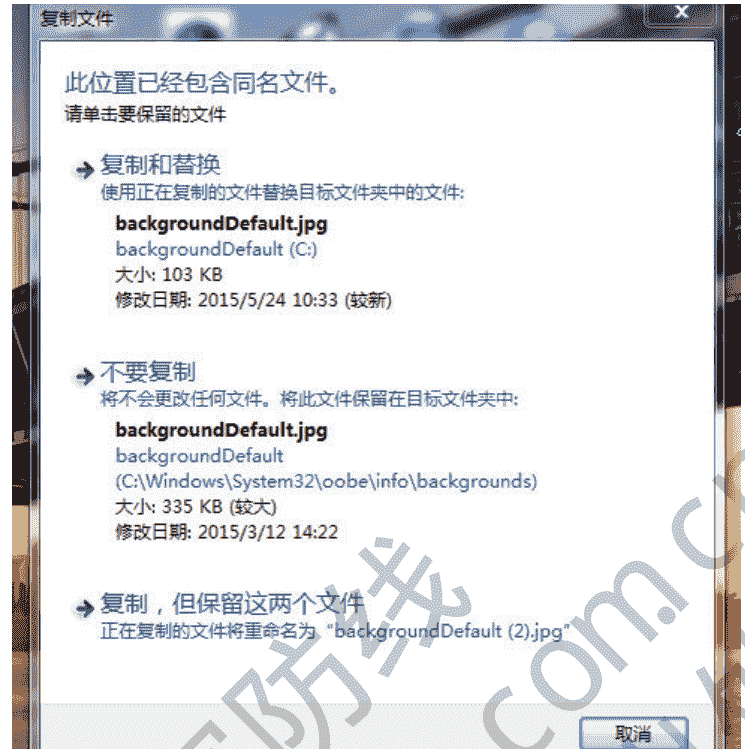 复制文件
此位置已经包含同名文件。
请单击要保留的文件
复制和替换
使用正在复制的文件替换目标文件夹中的文件:
backgroundDefault.jpg
backgroundDefault (C:)
大小: 103 KB
修改日期: 2015/5/24 10:33 (较新)
不要复制
将不会更改任何文件。将此文件保留在目标文件夹中:
backgroundDefault.jpg
backgroundDefault
(C:\Windows\System32\oobe\info\backgrounds)
大小: 335 KB (较大)
修改日期: 2015/3/12 14:22
复制，但保留这两个文件
正在复制的文件将重命名为 “backgroundDefault (2).jpg”
取消
防线
com.cn